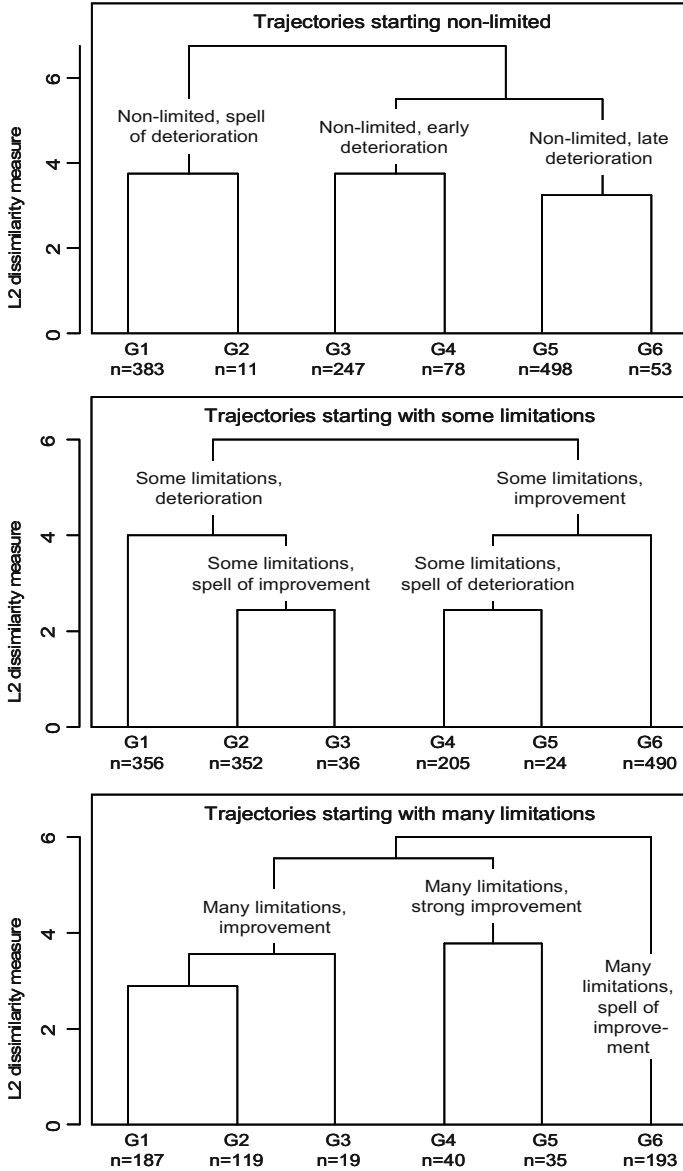 Trajectories starting non-limited
L2 dissimilarity measure
6
4
2
0
Non-limited, spell
of deterioration
Non-limited, early
deterioration
Non-limited, late
deterioration
G1 G2 G3 G4 G5 G6
n=383 n=11 n=247 n=78 n=498 n=53
Trajectories starting with some limitations
L2 dissimilarity measure
6
4
2
0
Some limitations,
deterioration
Some limitations,
improvement
Some limitations,
spell of improvement
Some limitations,
spell of deterioration
G1 G2 G3 G4 G5 G6
n=356 n=352 n=36 n=205 n=24 n=490
Trajectories starting with many limitations
L2 dissimilarity measure
6
4
2
0
Many limitations,
improvement
Many limitations,
strong improvement
Many
limitations,
spell of
improve-
ment
G1 G2 G3 G4 G5 G6
n=187 n=119 n=19 n=40 n=35 n=193